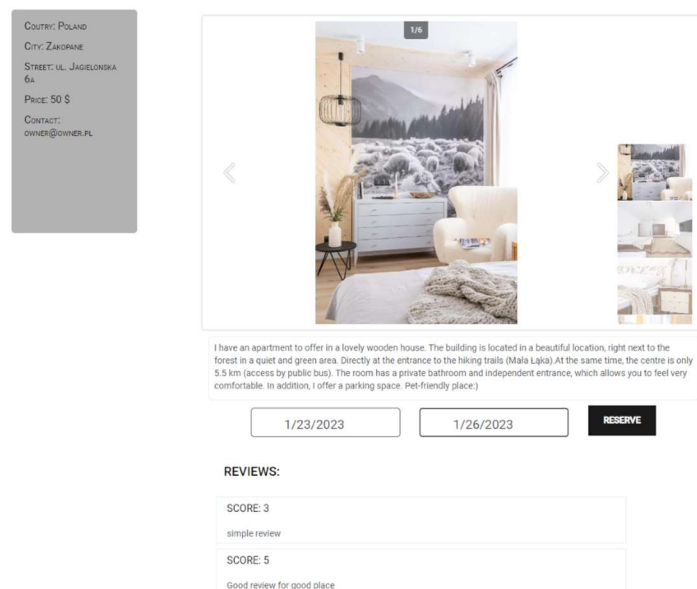 Coutry: Poland
City: Zakopane
Street: ul. Jagielonska
6a
Price: 50 $
Contact:
owner@owner.pl
1/6
I have an apartment to offer in a lovely wooden house. The building is located in a beautiful location, right next to the
forest in a quiet and green area. Directly at the entrance to the hiking trails (Mała Łąka).At the same time, the centre is only
5.5 km (access by public bus). The room has a private bathroom and independent entrance, which allows you to feel very
comfortable. In addition, I offer a parking space. Pet-friendly place:)
1/23/2023
1/26/2023
RESERVE
REVIEWS:
SCORE: 3
simple review
SCORE: 5
Good review for good place